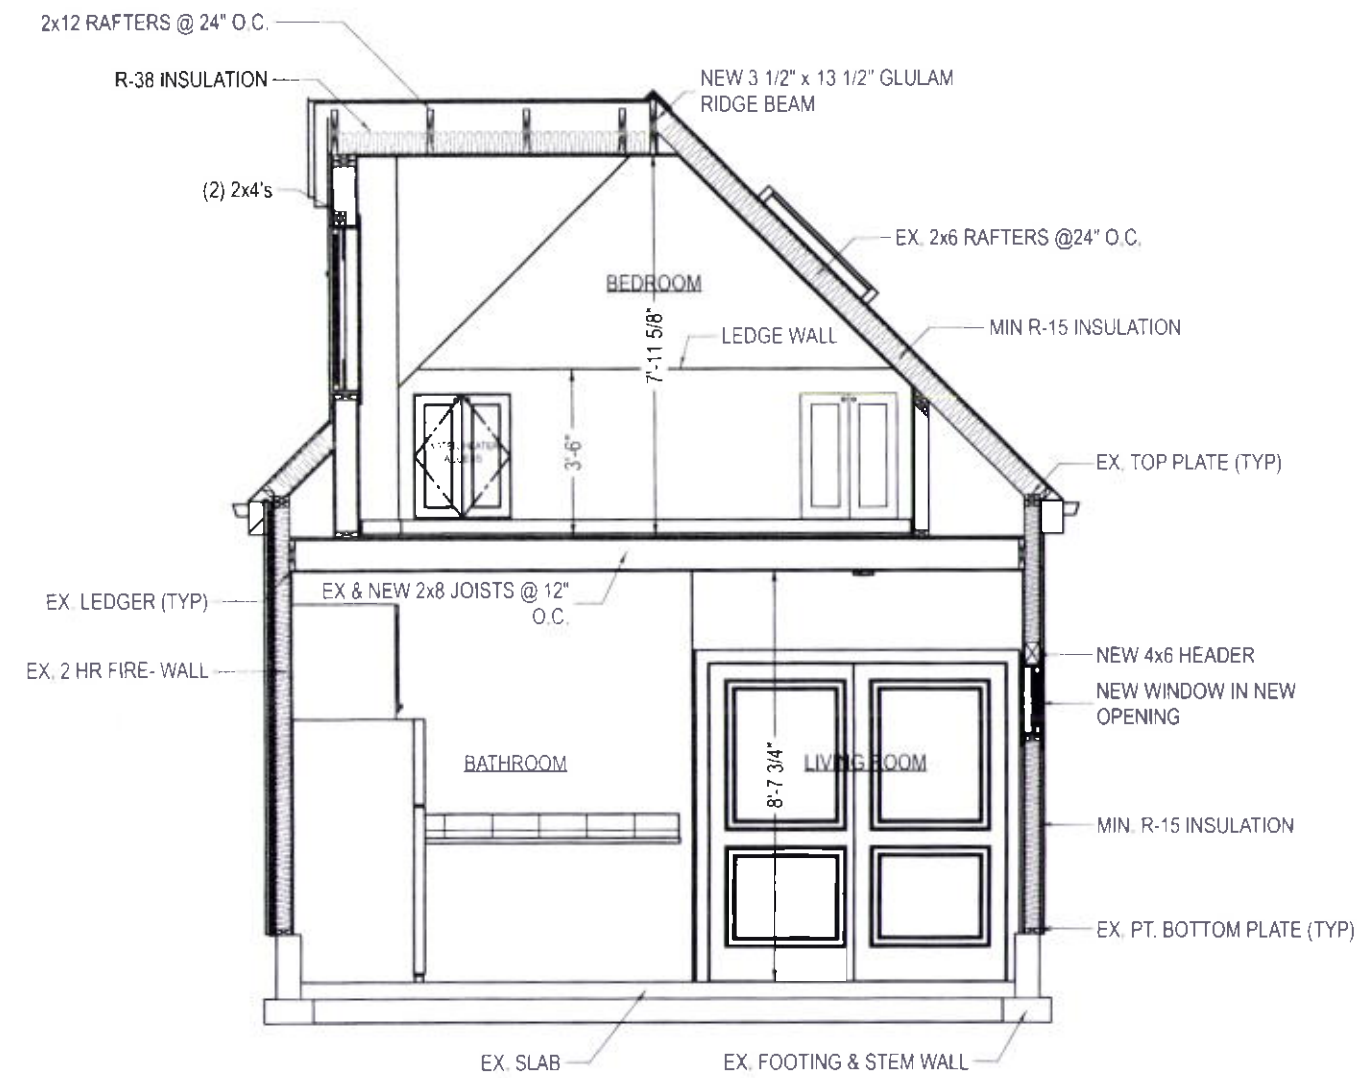 2x12 RAFTERS @ 24" O.C.
R-38 INSULATION
NEW 3 1/2" x 13 1/2" GLULAM
RIDGE BEAM
(2) 2x4's
EX. 2x6 RAFTERS @24" O.C.
BEDROOM
7'-11 5/8"
LEDGE WALL
MIN R-15 INSULATION
3'-6"
HEATER
EX. TOP PLATE (TYP)
EX & NEW 2x8 JOISTS @ 12"
O.C.
EX. LEDGER (TYP)
EX. 2 HR FIRE- WALL
NEW 4x6 HEADER
NEW WINDOW IN NEW
OPENING
BATHROOM
8'-7 3/4"
LIVING ROOM
MIN. R-15 INSULATION
EX. PT. BOTTOM PLATE (TYP)
EX. SLAB
EX. FOOTING & STEM WALL